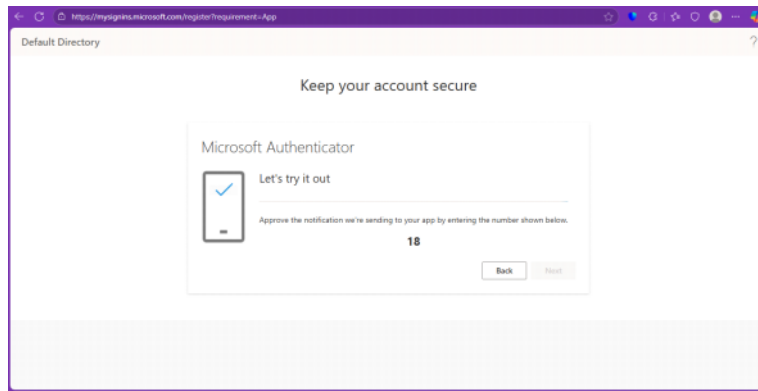 https://mysignins.microsoft.com/register?requirement=App
Default Directory
?
Keep your account secure
Microsoft Authenticator
Let's try it out
Approve the notification we're sending to your app by entering the number shown below.
18
Back Next